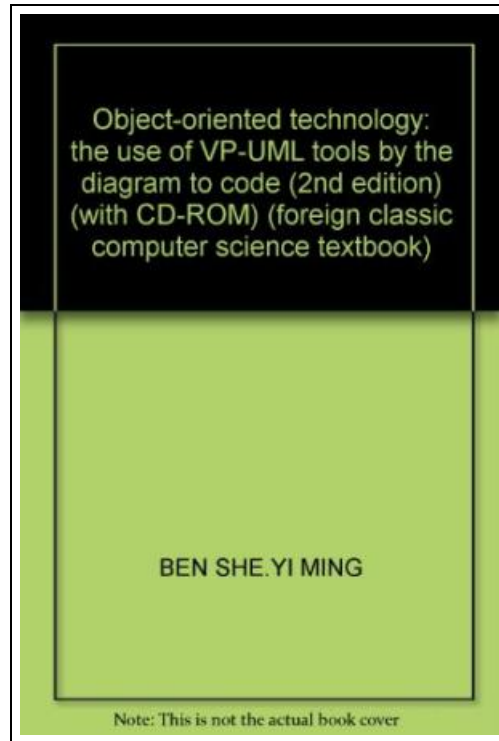 Object-oriented technology:
the use of VP-UML tools by the
diagram to code (2nd edition)
(with CD-ROM) (foreign classic
computer science textbook)
BEN SHE.YI MING
Note: This is not the actual book cover